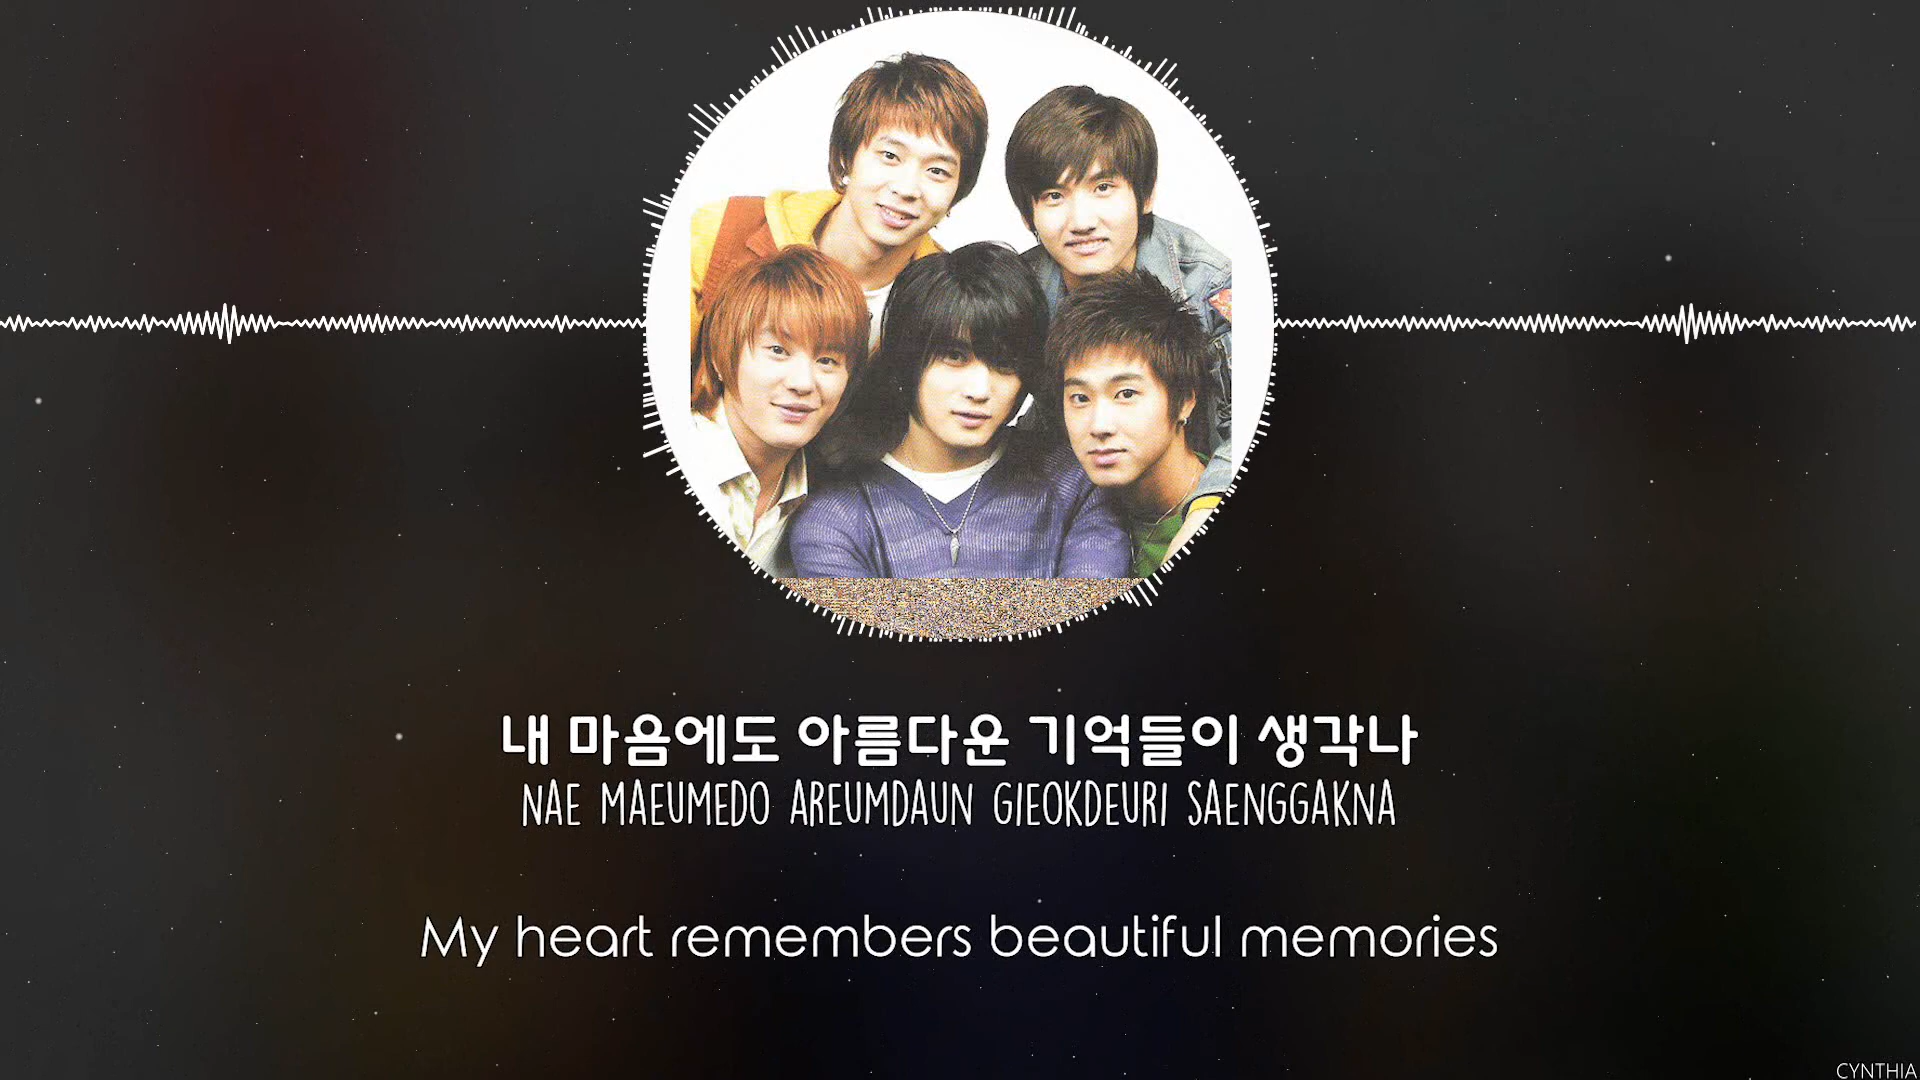 내 마음에도 아름다운 기억들이 생각나
NAE MAEUMEDO AREUMDAUN GIEOKDEURI SAENGGAKNA
My heart remembers beautiful memories
CYNTHIA